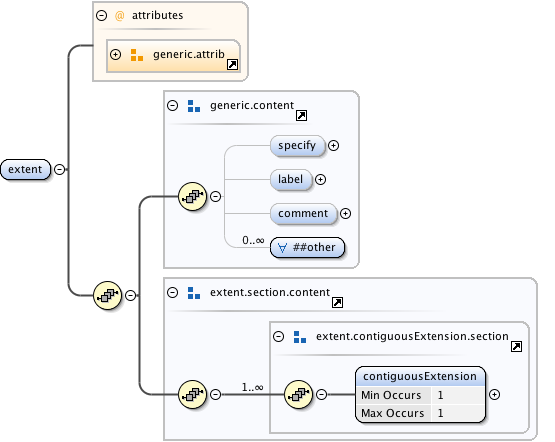 @ attributes
generic.attrib
generic.content
specify
extent
label
comment
0..∞
∀ ##other
extent.section.content
extent.contiguousExtension.section
contiguousExtension
1..∞
Min Occurs 1
Max Occurs 1